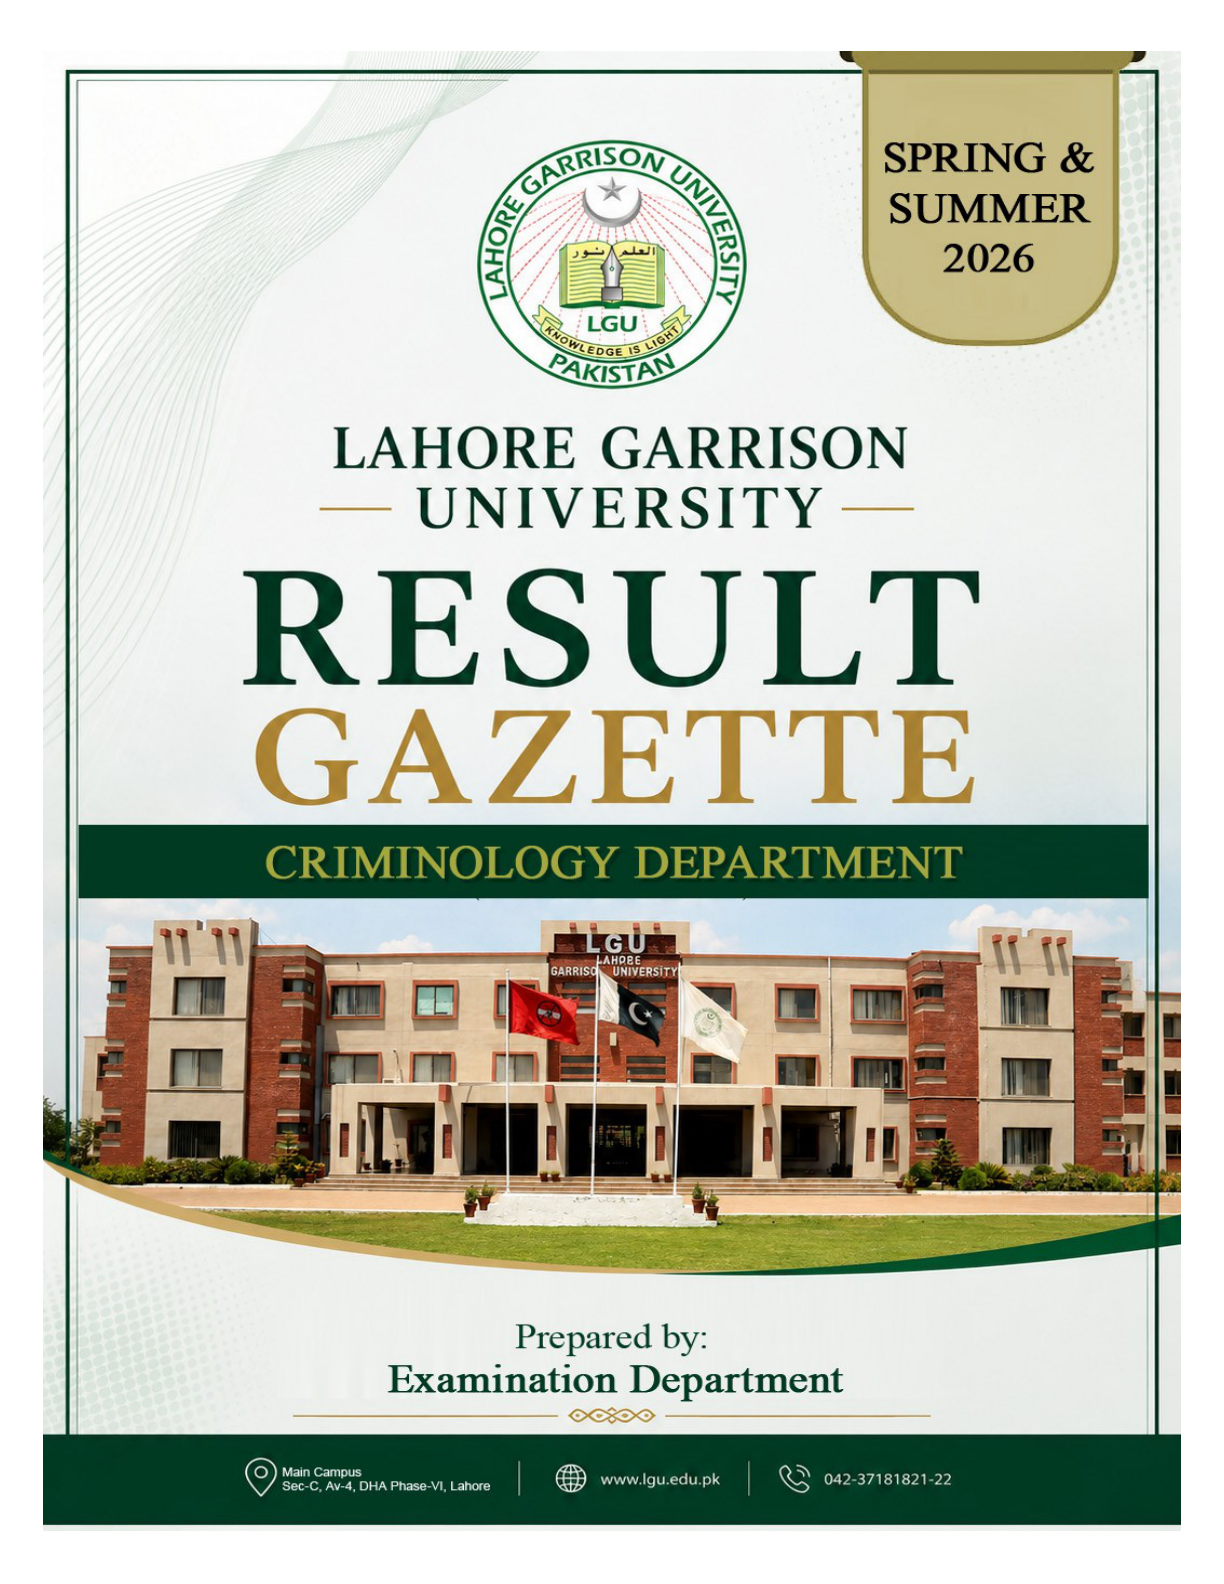 SPRING &
SUMMER
2026
LAHORE GARRISON UNIVERSITY
العلم نور
LGU
KNOWLEDGE IS LIGHT
PAKISTAN
LAHORE GARRISON
UNIVERSITY
RESULT
GAZETTE
CRIMINOLOGY DEPARTMENT
LGU
LAHORE
GARRISON UNIVERSITY
Prepared by:
Examination Department
Main Campus
Sec-C, Av-4, DHA Phase-VI, Lahore
www.lgu.edu.pk
042-37181821-22